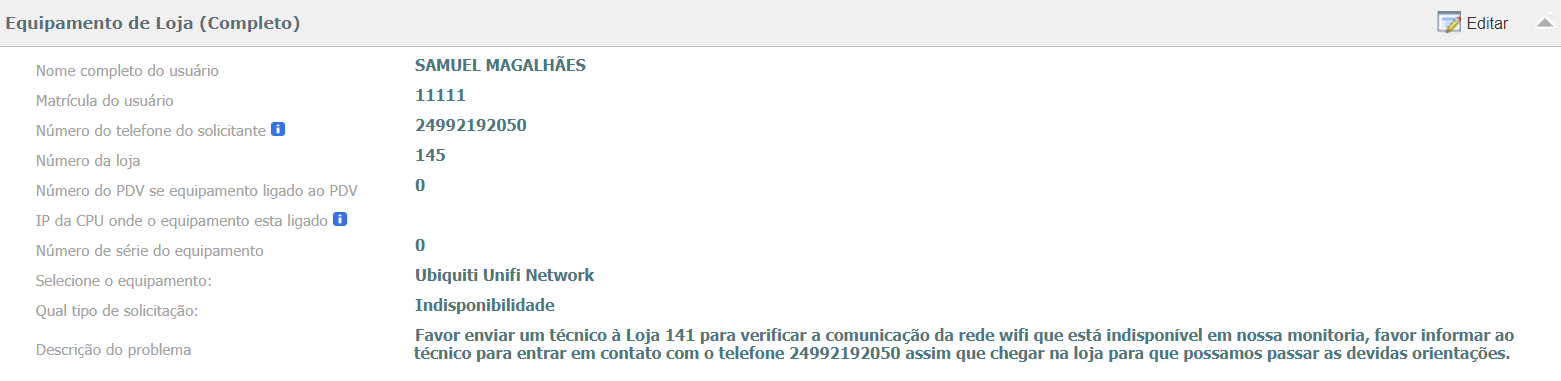 Equipamento de Loja (Completo)
Editar
Nome completo do usuário
SAMUEL MAGALHÃES
Matrícula do usuário
11111
Número do telefone do solicitante
24992192050
Número da loja
145
Número do PDV se equipamento ligado ao PDV
0
IP da CPU onde o equipamento esta ligado
Número de série do equipamento
0
Selecione o equipamento:
Ubiquiti Unifi Network
Qual tipo de solicitação:
Indisponibilidade
Descrição do problema
Favor enviar um técnico à Loja 141 para verificar a comunicação da rede wifi que está indisponível em nossa monitoria, favor informar ao
técnico para entrar em contato com o telefone 24992192050 assim que chegar na loja para que possamos passar as devidas orientações.